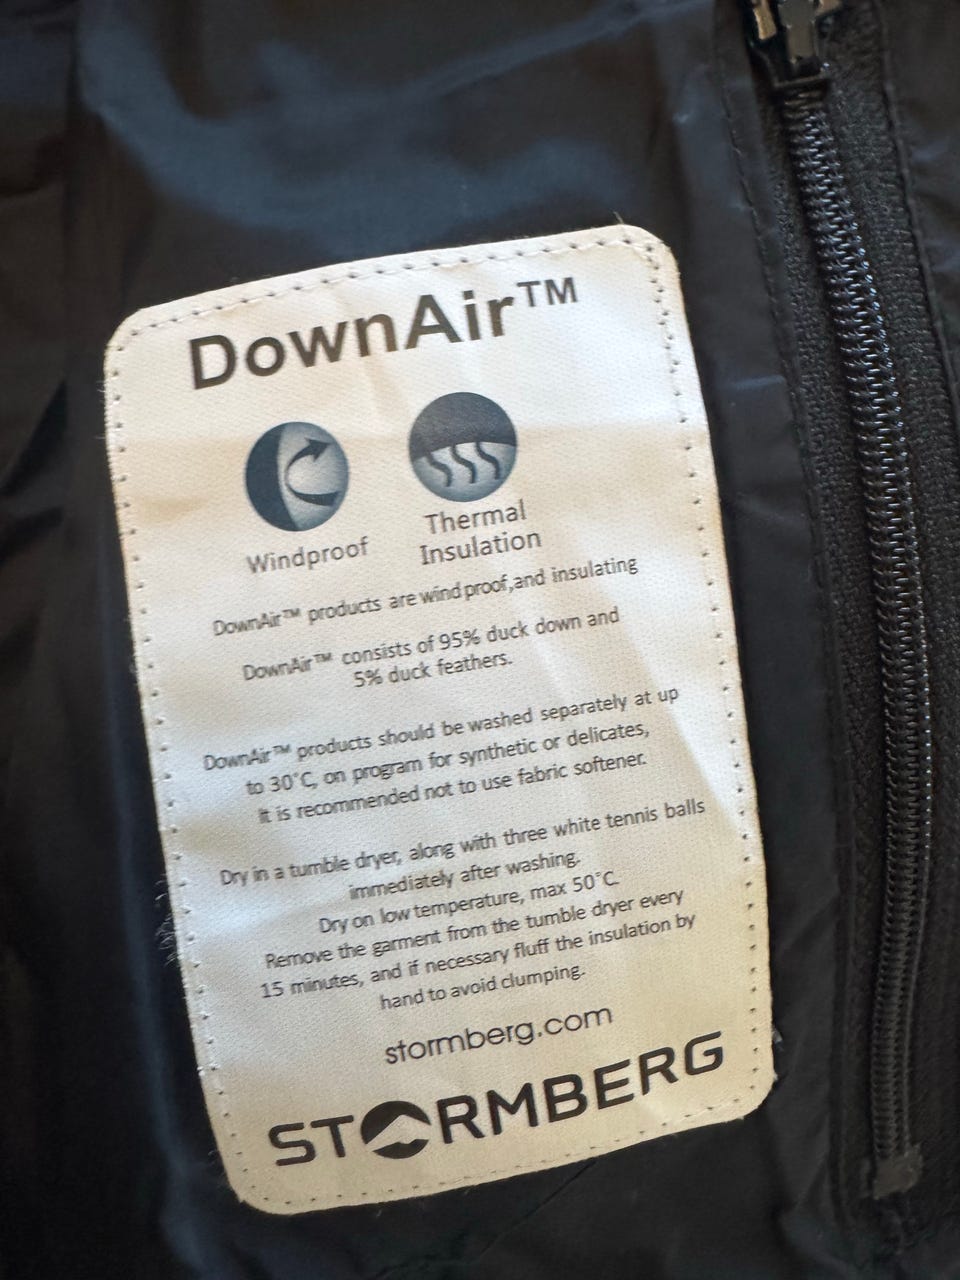 DownAir™
Windproof
Thermal
Insulation
DownAir™ products are windproof,and insulating
DownAir™ consists of 95% duck down and
5% duck feathers.
DownAir™ products should be washed separately at up
to 30°C, on program for synthetic or delicates,
It is recommended not to use fabric softener.
Dry in a tumble dryer, along with three white tennis balls
immediately after washing.
Dry on low temperature, max 50°C.
Remove the garment from the tumble dryer every
15 minutes, and if necessary fluff the insulation by
hand to avoid clumping.
stormberg.com
STORMBERG